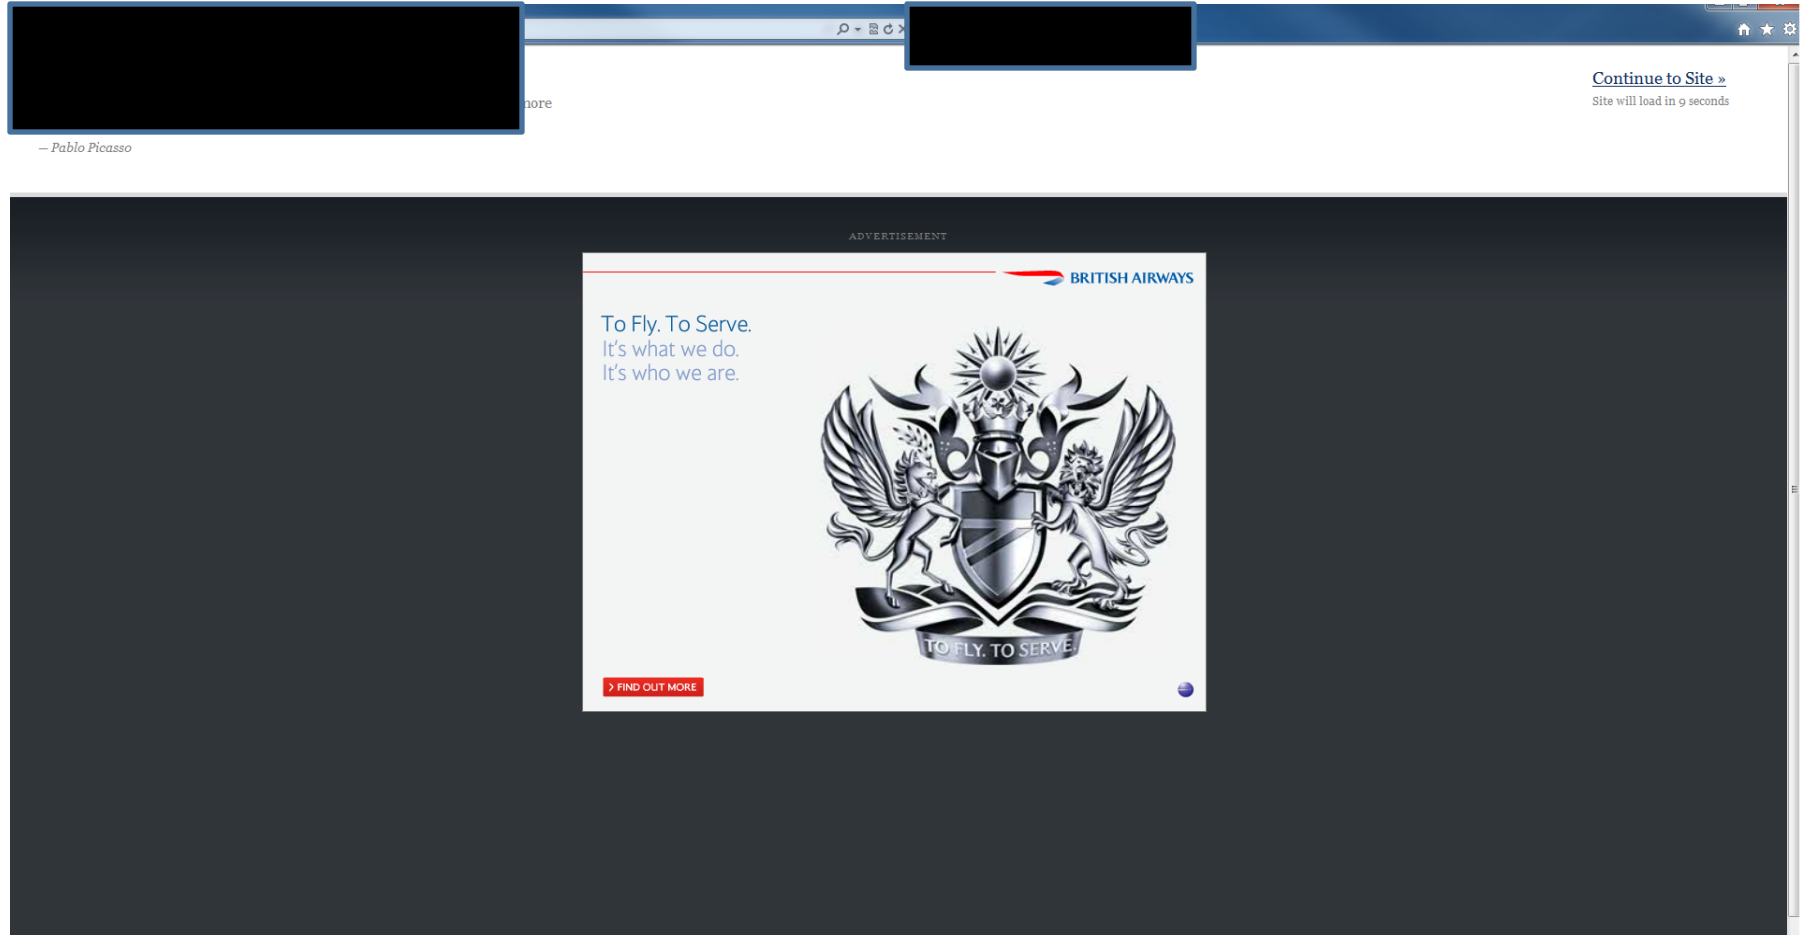 more
Continue to Site »
Site will load in 9 seconds
— Pablo Picasso
ADVERTISEMENT
BRITISH AIRWAYS
To Fly. To Serve.
It's what we do.
It's who we are.
TO FLY. TO SERVE.
> FIND OUT MORE